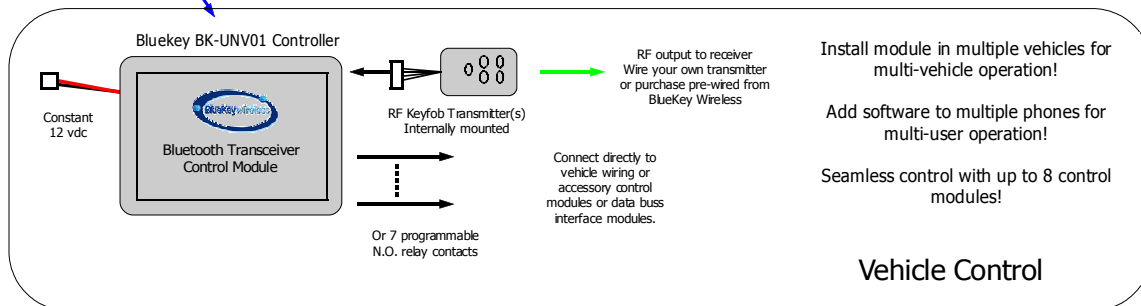 Bluekey BK-UNV01 Controller
Constant
12 vdc
BlueKeywireless
Bluetooth Transceiver
Control Module
RF Keyfob Transmitter(s)
Internally mounted
RF output to receiver
Wire your own transmitter
or purchase pre-wired from
BlueKey Wireless
Connect directly to
vehicle wiring or
accessory control
modules or data buss
interface modules.
Or 7 programmable
N.O. relay contacts
Install module in multiple vehicles for
multi-vehicle operation!
Add software to multiple phones for
multi-user operation!
Seamless control with up to 8 control
modules!
Vehicle Control